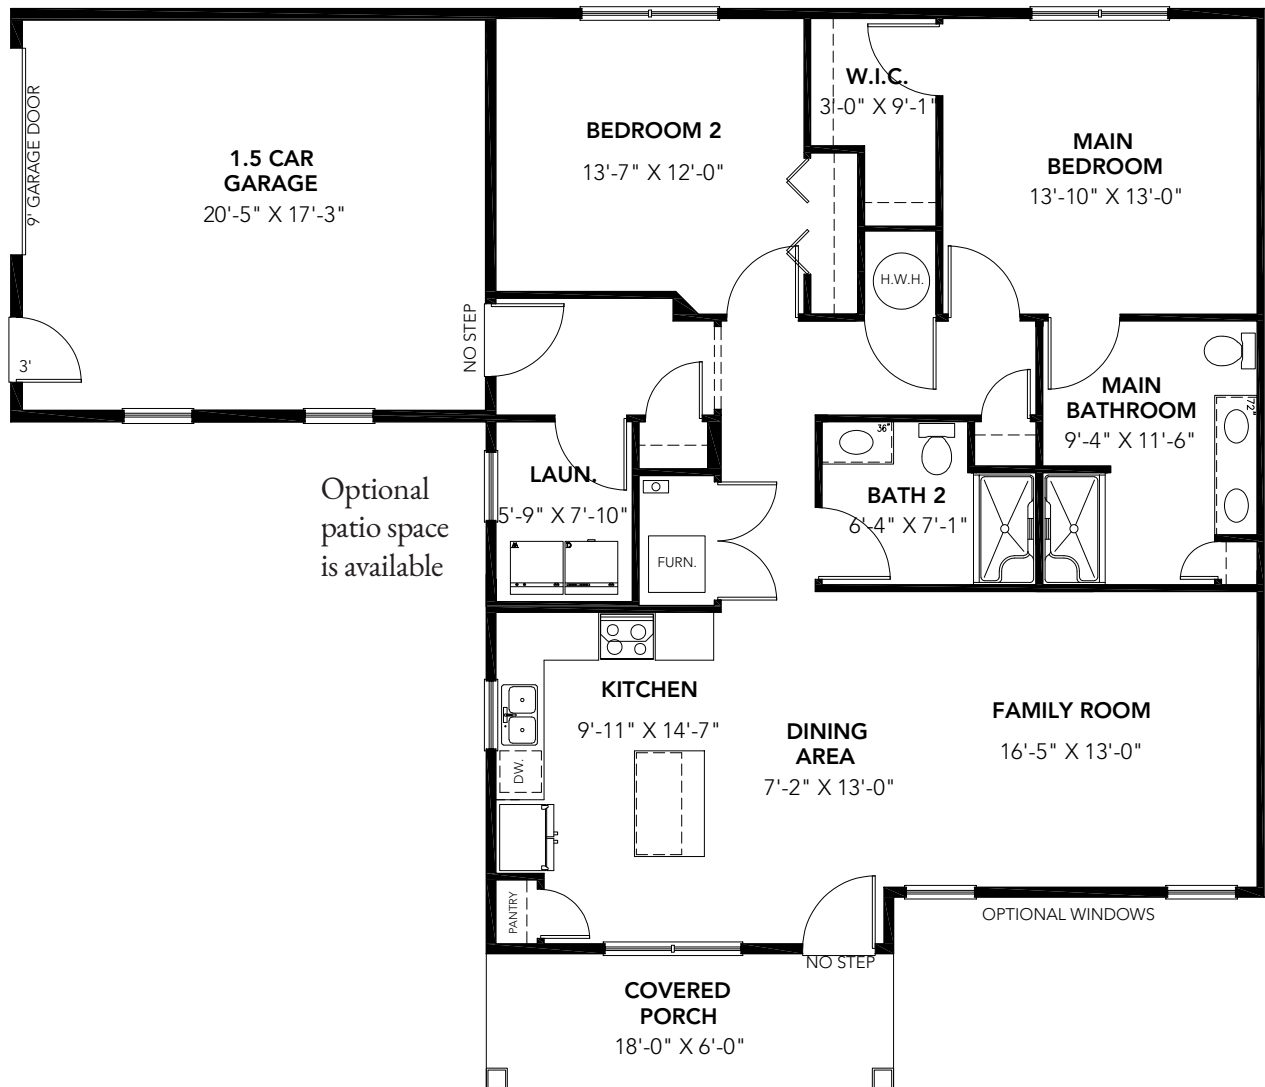 9' GARAGE DOOR
1.5 CAR
GARAGE
20'-5" X 17'-3"
3'
NO STEP
BEDROOM 2
13'-7" X 12'-0"
W.I.C.
3'-0" X 9'-1"
MAIN
BEDROOM
13'-10" X 13'-0"
H.W.H.
MAIN
BATHROOM
9'-4" X 11'-6"
72"
36"
BATH 2
6'-4" X 7'-1"
LAUN.
5'-9" X 7'-10"
D
FURN.
Optional
patio space
is available
KITCHEN
9'-11" X 14'-7"
DW.
PANTRY
DINING
AREA
7'-2" X 13'-0"
FAMILY ROOM
16'-5" X 13'-0"
OPTIONAL WINDOWS
NO STEP
COVERED
PORCH
18'-0" X 6'-0"